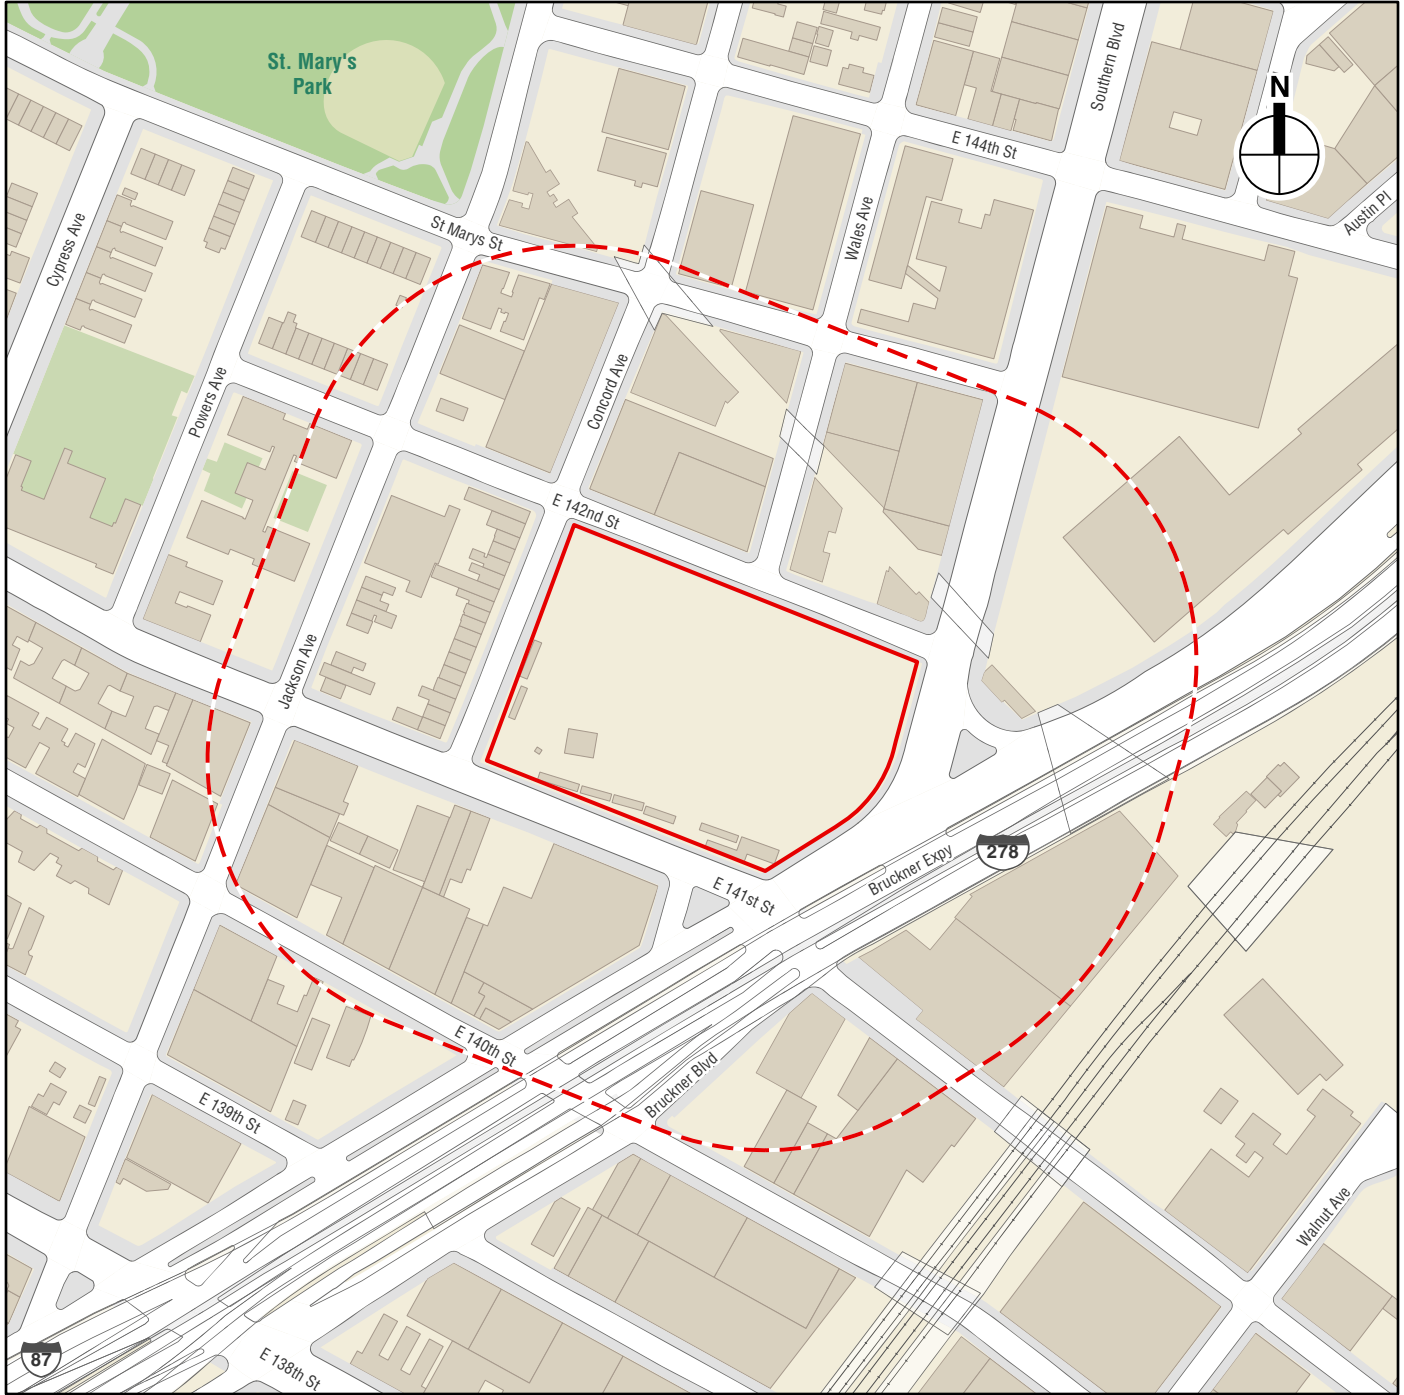 St. Mary's
Park
Southern Blvd
N
E 144th St
Austin Pl
Cypress Ave
St Marys St
Wales Ave
Powers Ave
Concord Ave
E 142nd St
Jackson Ave
278
Bruckner Expy
E 141st St
E 140th St
Bruckner Blvd
E 139th St
Walnut Ave
87
E 138th St